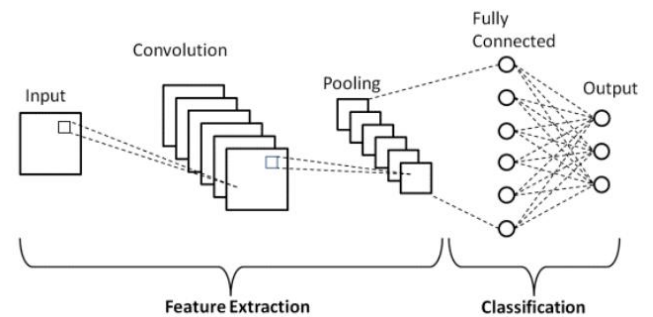 Fully
Connected
Convolution
Pooling
Output
Input
Feature Extraction
Classification